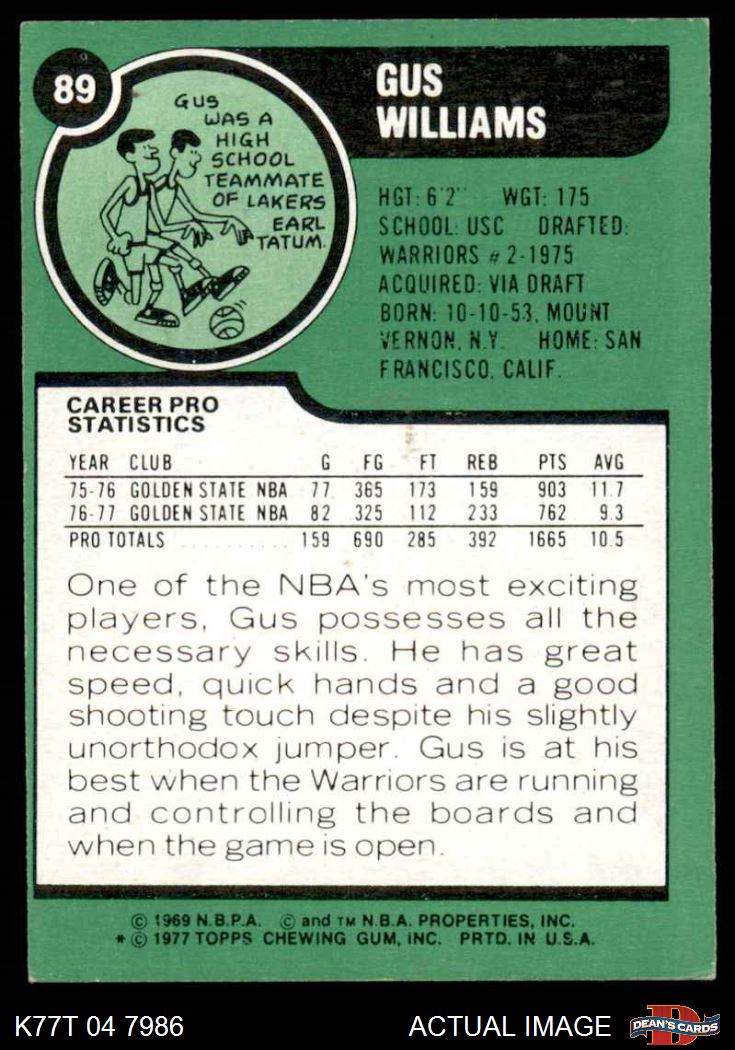 89
GUS
WAS A
HIGH
SCHOOL
TEAMMATE
OF LAKERS
EARL
TATUM.
GUS
WILLIAMS
HGT: 6'2" WGT: 175
SCHOOL: USC DRAFTED:
WARRIORS #2-1975
ACQUIRED: VIA DRAFT
BORN: 10-10-53, MOUNT
VERNON, N.Y. HOME: SAN
FRANCISCO, CALIF.
CAREER PRO
STATISTICS
YEAR CLUB G FG FT REB PTS AVG
75-76 GOLDEN STATE NBA 77 365 173 159 903 11.7
76-77 GOLDEN STATE NBA 82 325 112 233 762 9.3
PRO TOTALS .......... 159 690 285 392 1665 10.5
One of the NBA's most exciting
players, Gus possesses all the
necessary skills. He has great
speed, quick hands and a good
shooting touch despite his slightly
unorthodox jumper. Gus is at his
best when the Warriors are running
and controlling the boards and
when the game is open.
© 1969 N.B.P.A. © and TM N.B.A. PROPERTIES, INC.
* © 1977 TOPPS CHEWING GUM, INC. PRTD. IN U.S.A.
K77T 04 7986
ACTUAL IMAGE
D
DEAN'S CARDS